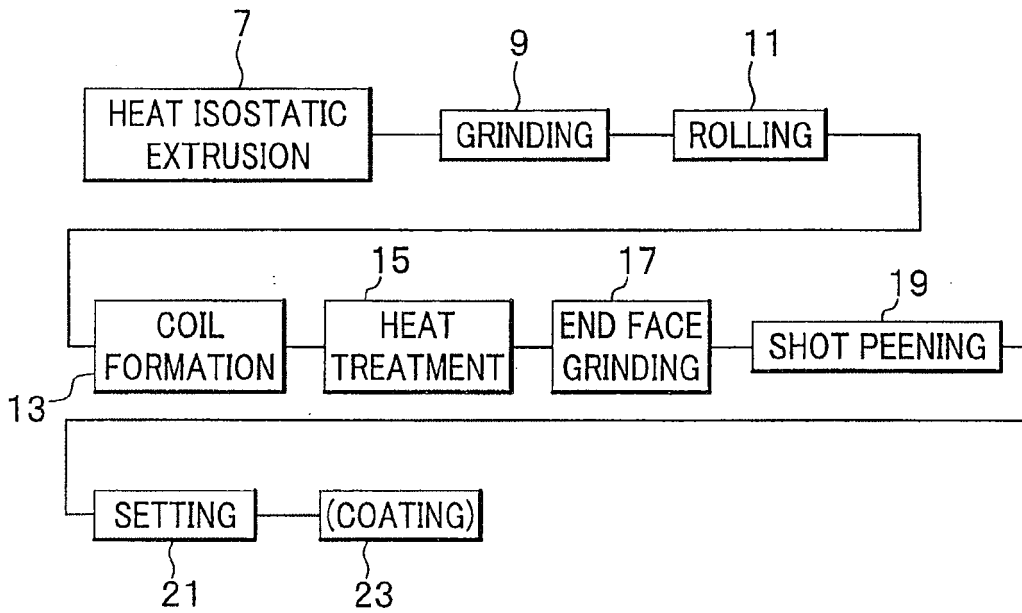 7
9
11
HEAT ISOSTATIC
EXTRUSION
GRINDING
ROLLING
15
17
19
COIL
FORMATION
HEAT
TREATMENT
END FACE
GRINDING
SHOT PEENING
13
SETTING
(COATING)
21
23